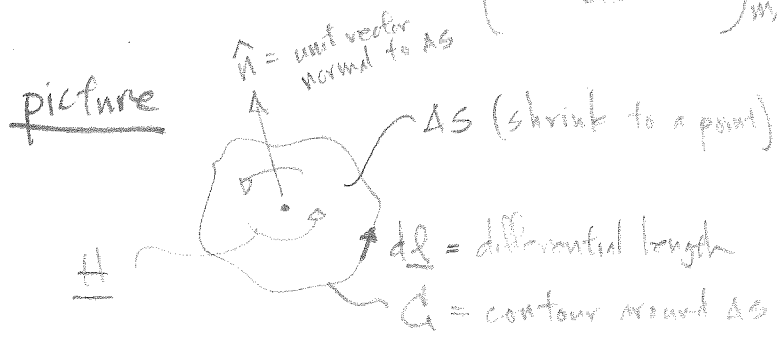 m,
n̂ = unit vector
normal to ΔS
picture
ΔS (shrink to a point)
dl = differential length
H
C = contour around ΔS